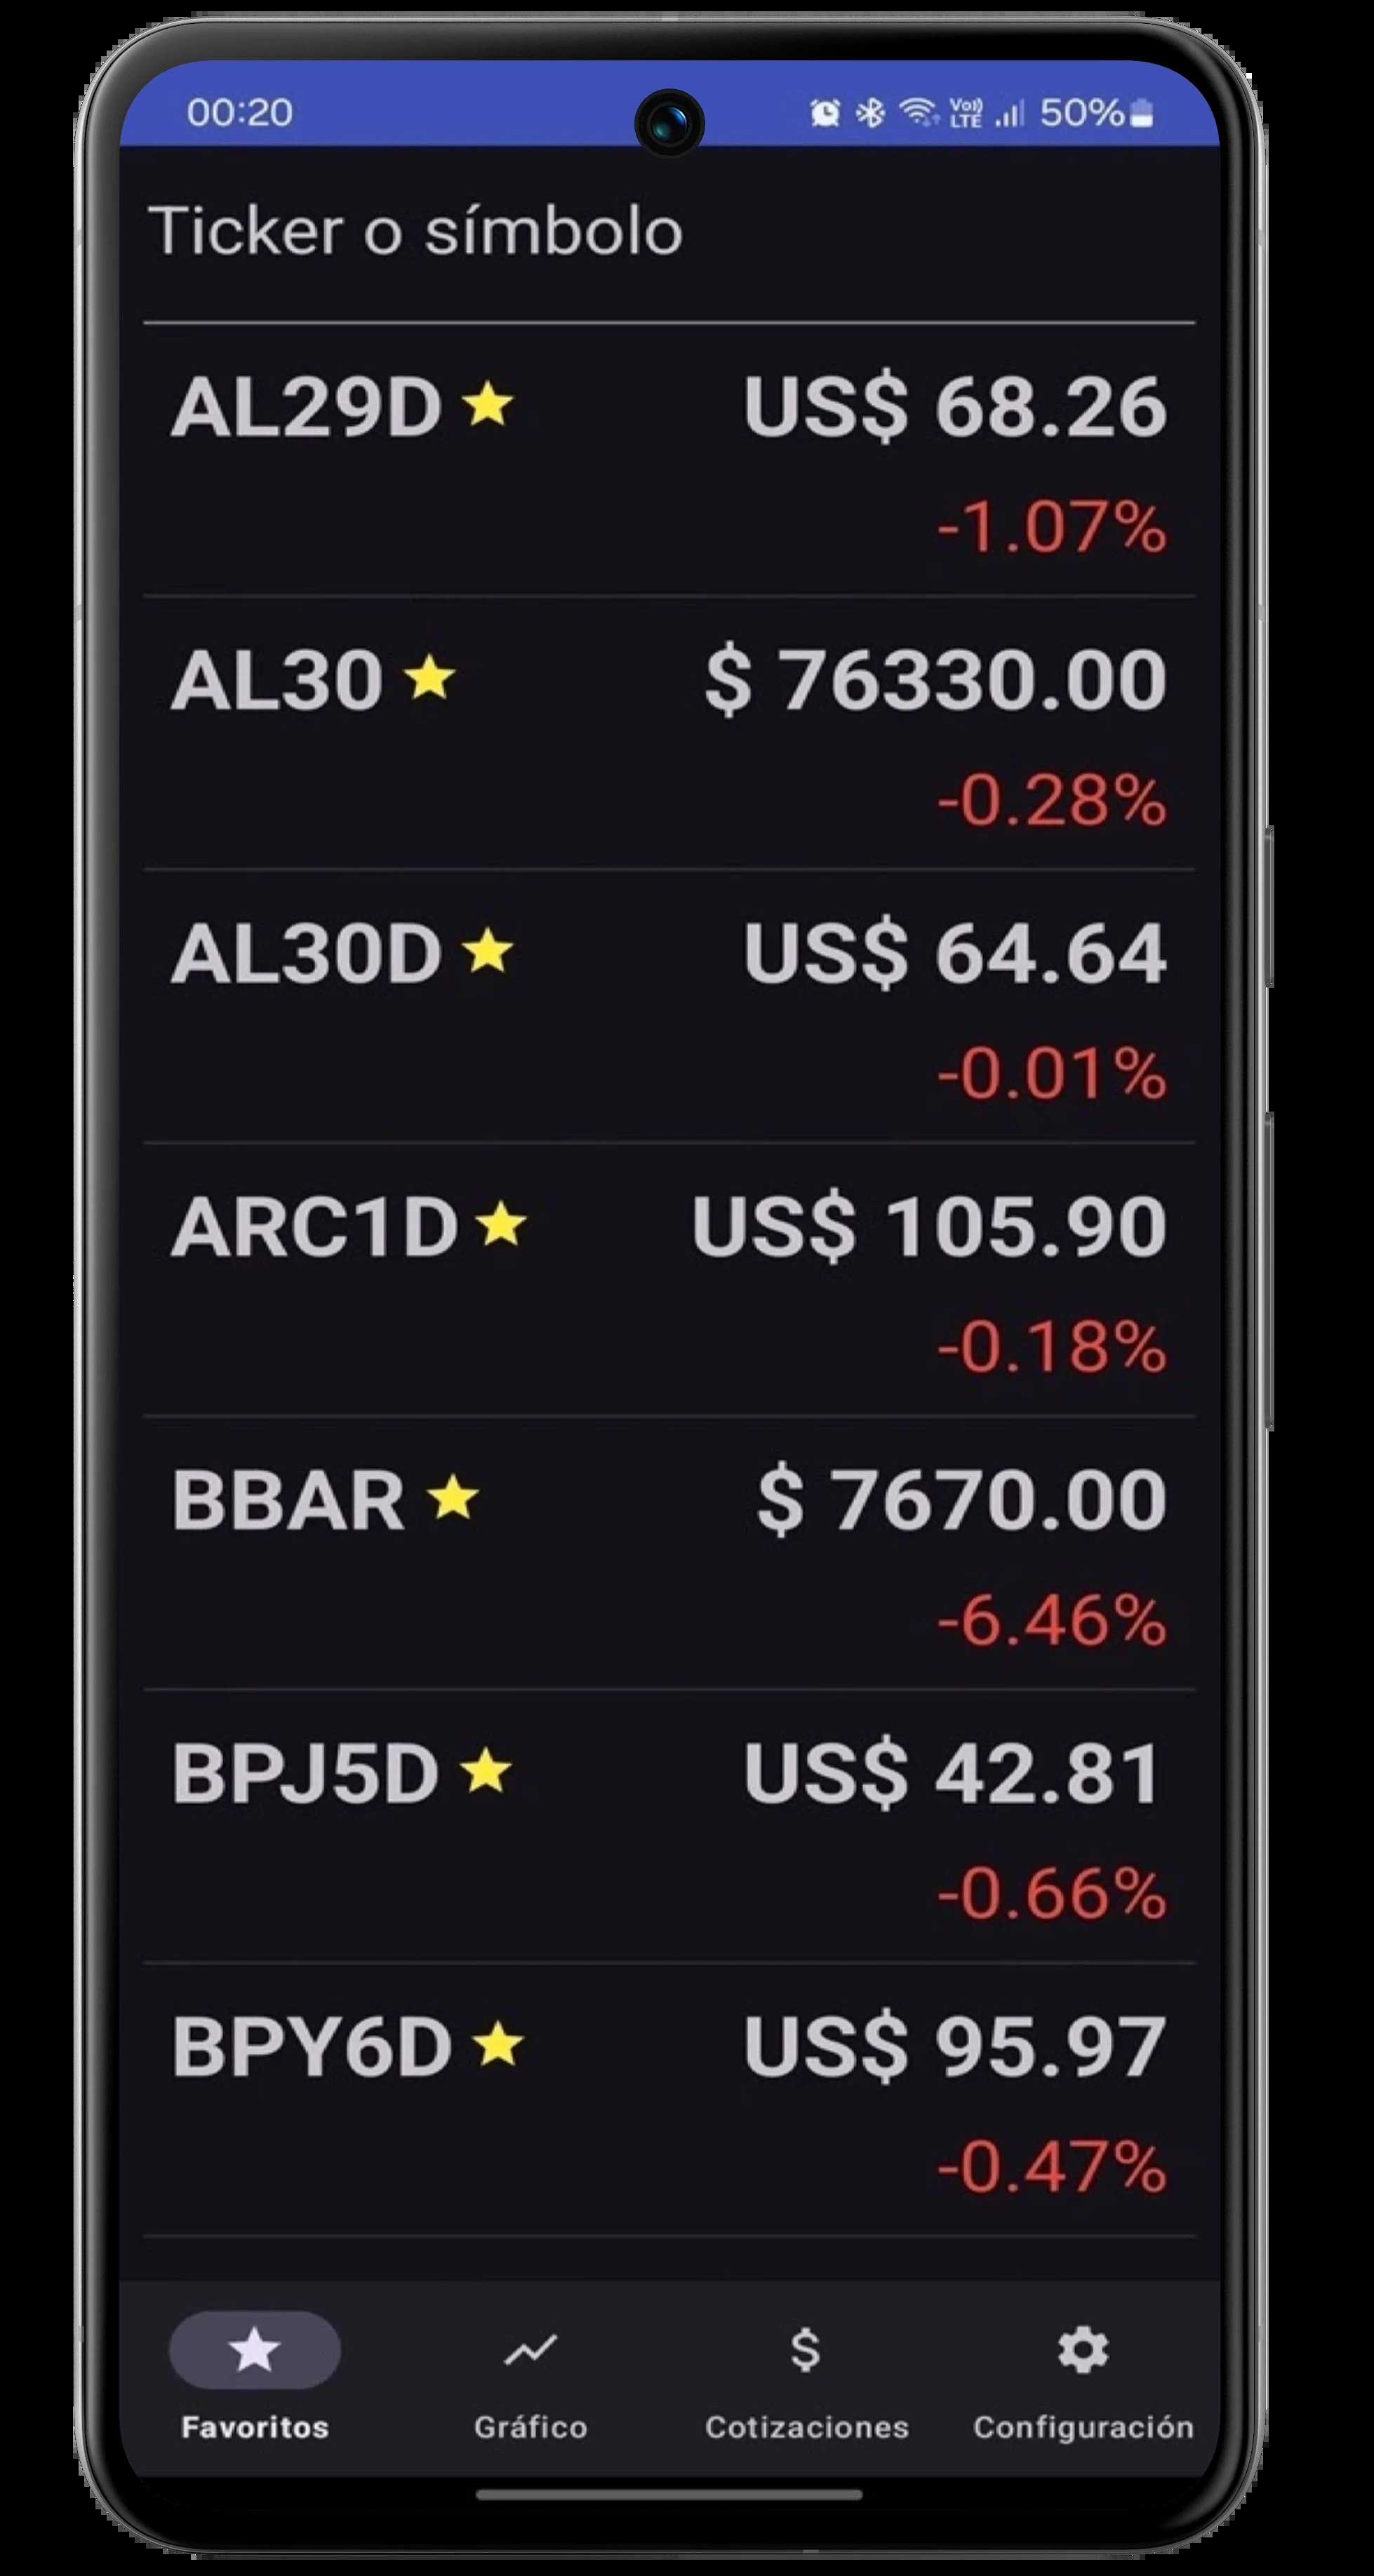 00:20 Vo)) LTE 50%
Ticker o símbolo
AL29D US$ 68.26
-1.07%
AL30 $ 76330.00
-0.28%
AL30D US$ 64.64
-0.01%
ARC1D US$ 105.90
-0.18%
BBAR $ 7670.00
-6.46%
BPJ5D US$ 42.81
-0.66%
BPY6D US$ 95.97
-0.47%
$
Favoritos Gráfico Cotizaciones Configuración